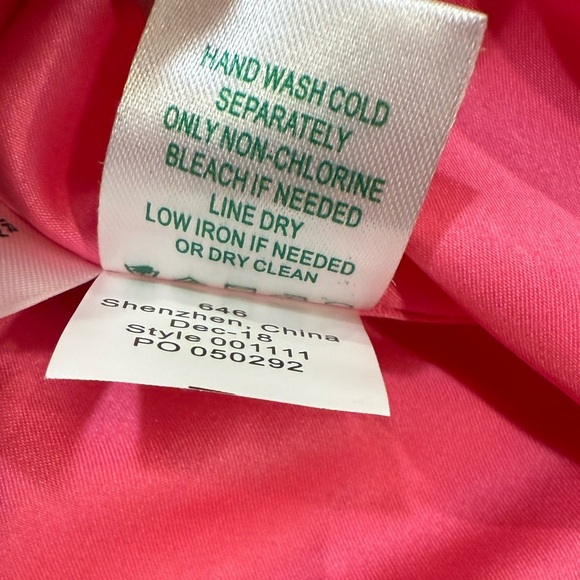 HAND WASH COLD
SEPARATELY
ONLY NON-CHLORINE
BLEACH IF NEEDED
LINE DRY
LOW IRON IF NEEDED
OR DRY CLEAN
646
Shenzhen, China
Dec-18
Style 001111
PO 050292